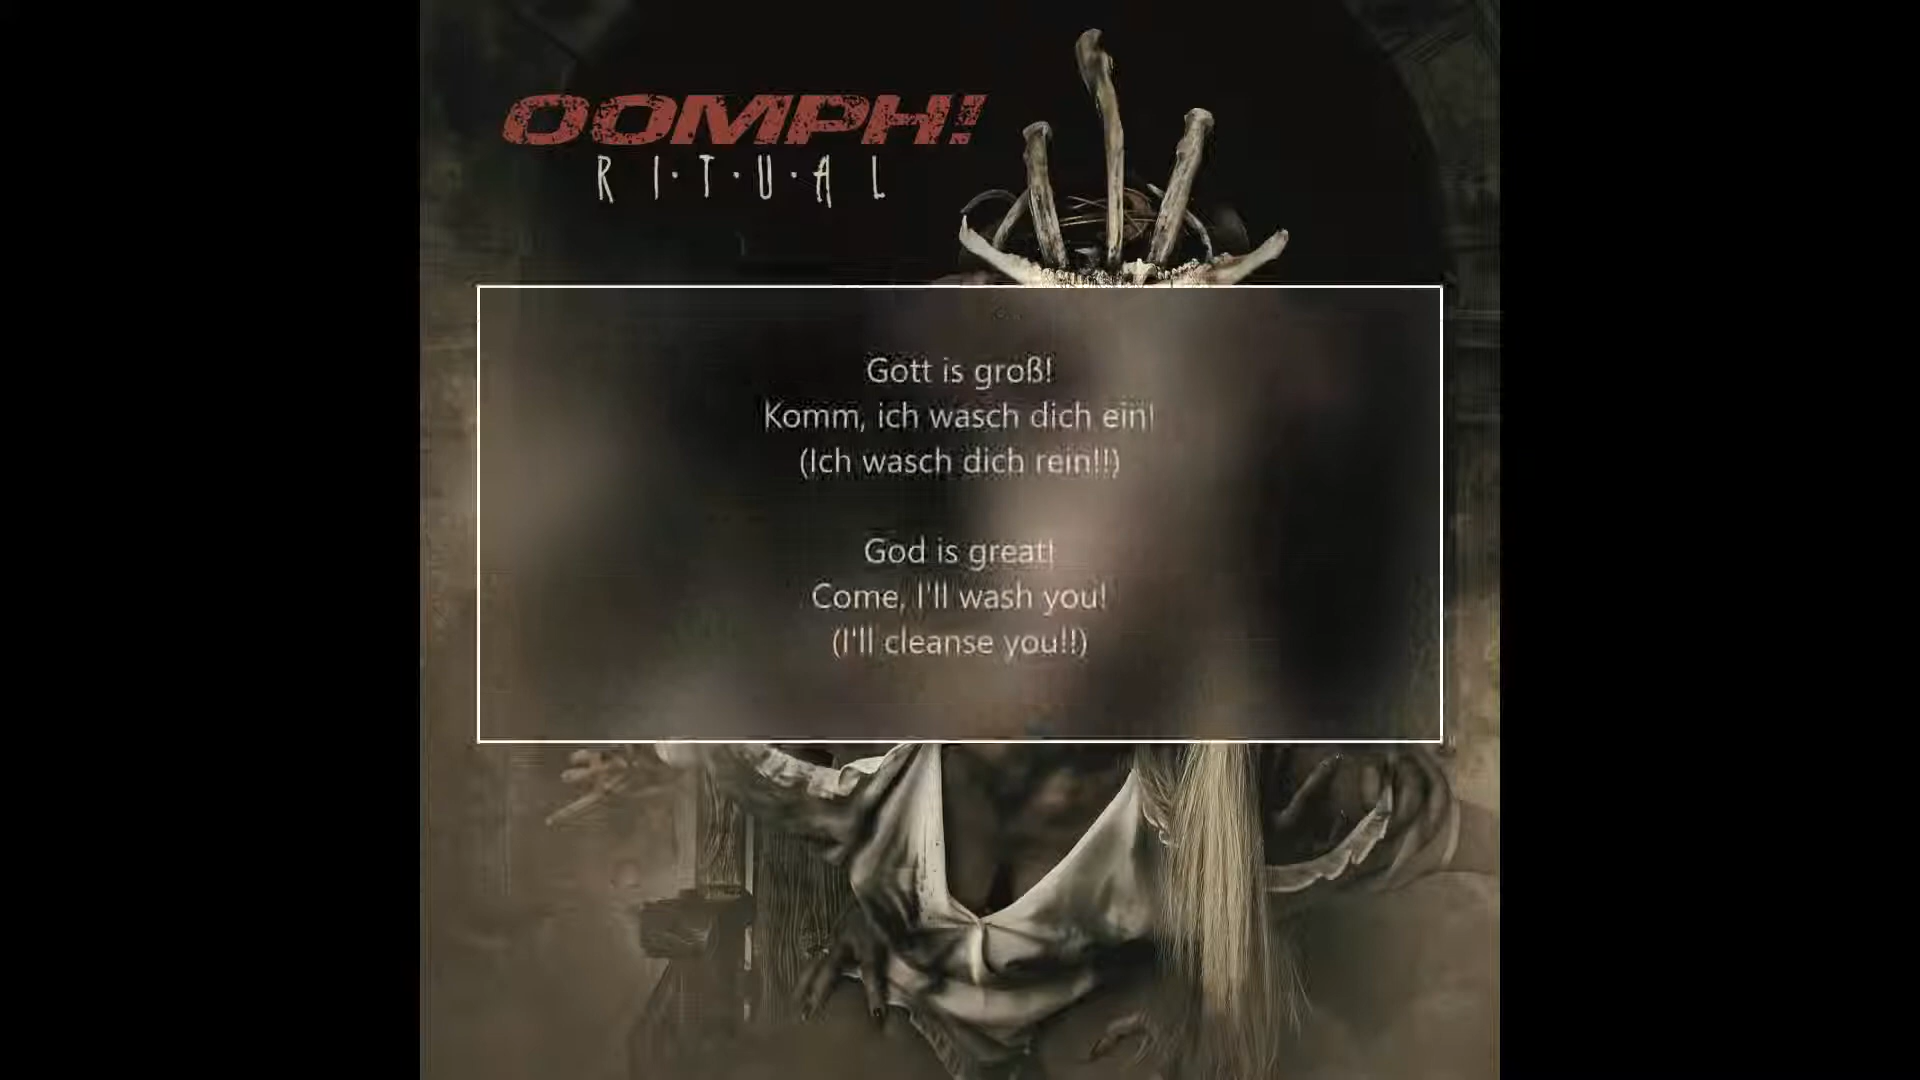 OOMPH!
R I·T·U·A L
Gott is groß!
Komm, ich wasch dich ein!
(Ich wasch dich rein!!)
God is great!
Come, I'll wash you!
(I'll cleanse you!!)